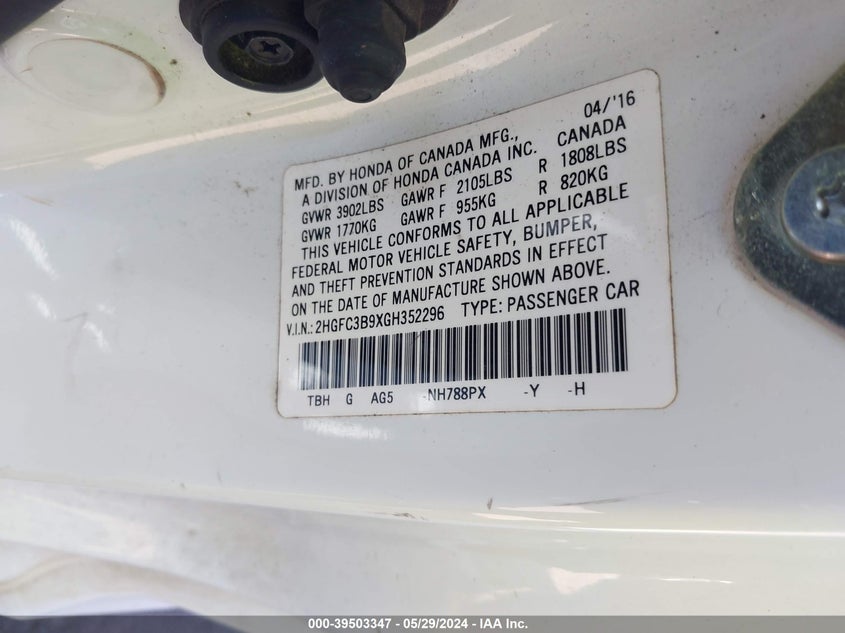 04/'16
MFD. BY HONDA OF CANADA MFG.,
A DIVISION OF HONDA CANADA INC. CANADA
GVWR 3902LBS GAWR F 2105LBS R 1808LBS
GVWR 1770KG GAWR F 955KG R 820KG
THIS VEHICLE CONFORMS TO ALL APPLICABLE
FEDERAL MOTOR VEHICLE SAFETY, BUMPER,
AND THEFT PREVENTION STANDARDS IN EFFECT
ON THE DATE OF MANUFACTURE SHOWN ABOVE.
V.I.N.: 2HGFC3B9XGH352296 TYPE: PASSENGER CAR
TBH G AG5 -NH788PX -Y -H
000-39503347 - 05/29/2024 - IAA Inc.